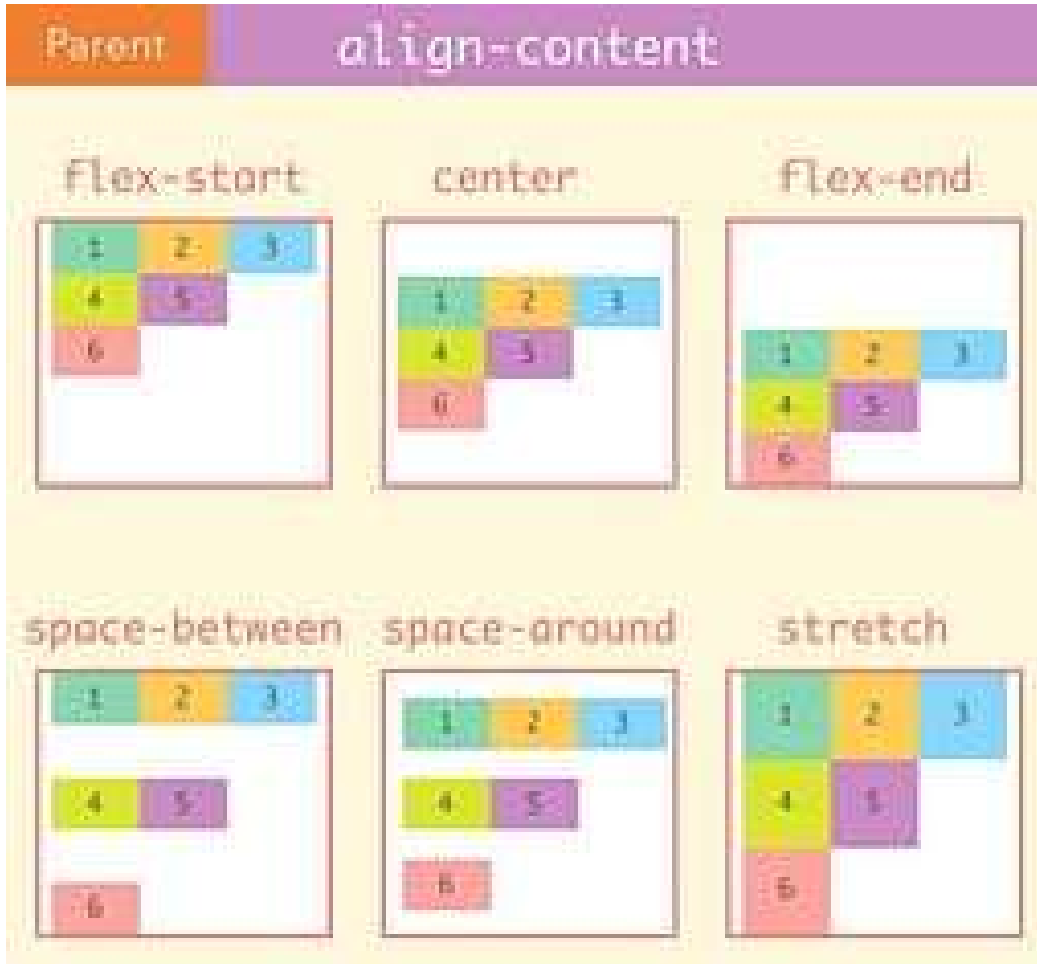 Parent align-content
flex-start center flex-end
1 2 3 1 2 3 1 2 3
4 5 4 5 4 5
6 6 6
space-between space-around stretch
1 2 3 1 2 3 1 2 3
4 5 4 5 4 5
6 6 6